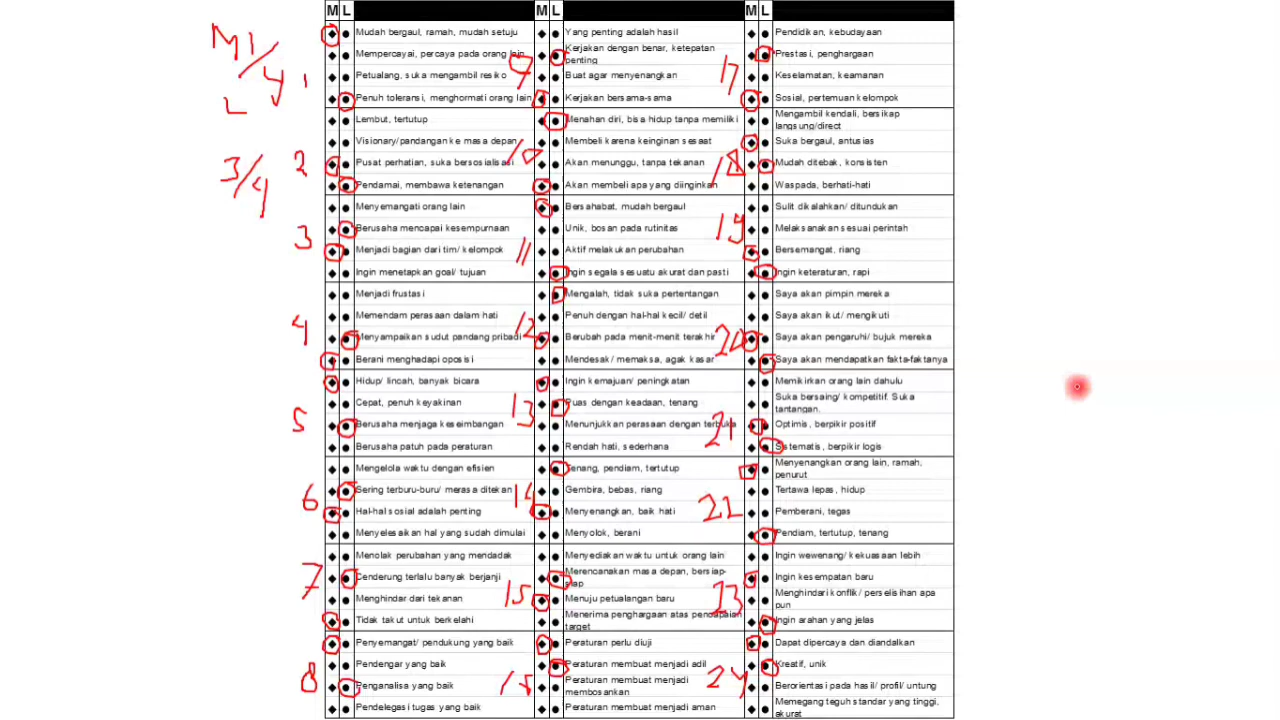 M L
Mudah bergaul, ramah, mudah setuju
Mempercayai, percaya pada orang lain
Petualang, suka mengambil resiko
Penuh toleransi, menghormati orang lain
Lembut, tertutup
Visionary/pandangan ke masa depan
Pusat perhatian, suka bersosialisasi
Pendamai, membawa ketenangan
Menyemangati orang lain
Berusaha mencapai kesempurnaan
Menjadi bagian dari tim/ kelompok
Ingin menetapkan goal/ tujuan
Menjadi frustasi
Memendam perasaan dalam hati
Menyampaikan sudut pandang pribadi
Berani menghadapi oposisi
Hidup/ lincah, banyak bicara
Cepat, penuh keyakinan
Berusaha menjaga keseimbangan
Berusaha patuh pada peraturan
Mengelola waktu dengan efisien
Sering terburu-buru/ merasa ditekan
Hal-hal sosial adalah penting
Menyelesaikan hal yang sudah dimulai
Menolak perubahan yang mendadak
Cenderung terlalu banyak berjanji
Menghindar dari tekanan
Tidak takut untuk berkelahi
Penyemangat/ pendukung yang baik
Pendengar yang baik
Penganalisa yang baik
Pendelegasi tugas yang baik
M L
Yang penting adalah hasil
Kerjakan dengan benar, ketepatan
penting
Buat agar menyenangkan
Kerjakan bersama-sama
Menahan diri, bisa hidup tanpa memiliki
Membeli karena keinginan sesaat
Akan menunggu, tanpa tekanan
Akan membeli apa yang diinginkan
Bersahabat, mudah bergaul
Unik, bosan pada rutinitas
Aktif melakukan perubahan
Ingin segala sesuatu akurat dan pasti
Mengalah, tidak suka pertentangan
Penuh dengan hal-hal kecil/ detil
Berubah pada menit-menit terakhir
Mendesak/ memaksa, agak kasar
Ingin kemajuan/ peningkatan
Puas dengan keadaan, tenang
Menunjukkan perasaan dengan terbuka
Rendah hati, sederhana
Tenang, pendiam, tertutup
Gembira, bebas, riang
Menyenangkan, baik hati
Menyolok, berani
Menyediakan waktu untuk orang lain
Merencanakan masa depan, bersiap-
siap
Menuju petualangan baru
Menerima penghargaan atas pencapaian
target
Peraturan perlu diuji
Peraturan membuat menjadi adil
Peraturan membuat menjadi
membosankan
Peraturan membuat menjadi aman
M L
Pendidikan, kebudayaan
Prestasi, penghargaan
Keselamatan, keamanan
Sosial, pertemuan kelompok
Mengambil kendali, bersikap
langsung/direct
Suka bergaul, antusias
Mudah ditebak, konsisten
Waspada, berhati-hati
Sulit dikalahkan/ ditundukan
Melaksanakan sesuai perintah
Bersemangat, riang
Ingin keteraturan, rapi
Saya akan pimpin mereka
Saya akan ikut/ mengikuti
Saya akan pengaruhi/ bujuk mereka
Saya akan mendapatkan fakta-faktanya
Memikirkan orang lain dahulu
Suka bersaing/ kompetitif. Suka
tantangan.
Optimis, berpikir positif
Sistematis, berpikir logis
Menyenangkan orang lain, ramah,
penurut
Tertawa lepas, hidup
Pemberani, tegas
Pendiam, tertutup, tenang
Ingin wewenang/ kekuasaan lebih
Ingin kesempatan baru
Menghindari konflik/ perselisihan apa
pun
Ingin arahan yang jelas
Dapat dipercaya dan diandalkan
Kreatif, unik
Berorientasi pada hasil/ profil/ untung
Memegang teguh standar yang tinggi,
akurat
M1/4
L
3/4
1
2
3
4
5
6
7
8
9
10
11
12
13
14
15
17
18
19
20
21
22
23
24